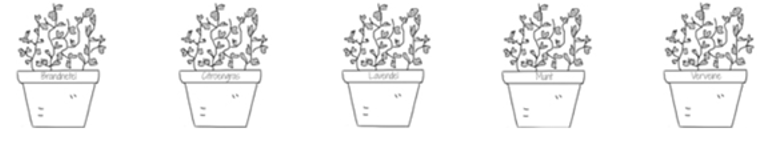 Brandnetel
Citroengras
Lavendel
Munt
Verveine